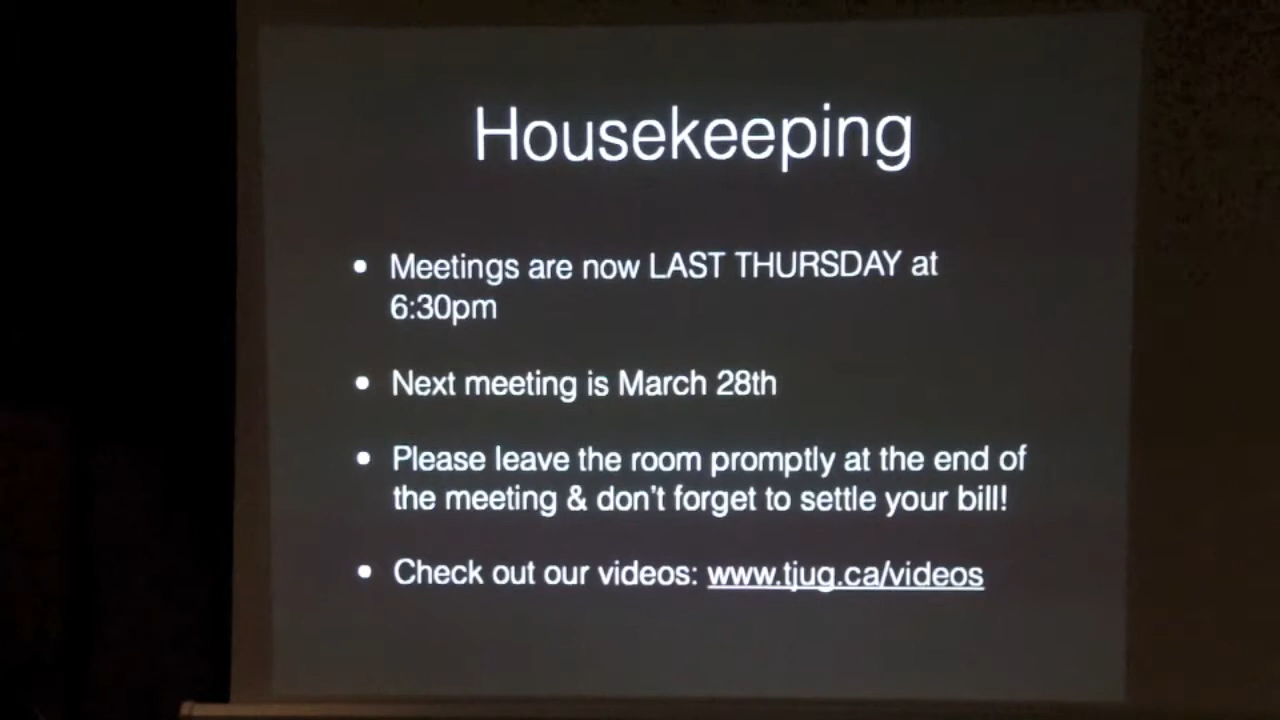 Housekeeping
• Meetings are now LAST THURSDAY at
6:30pm
• Next meeting is March 28th
• Please leave the room promptly at the end of
the meeting & don't forget to settle your bill!
• Check out our videos: www.tjug.ca/videos